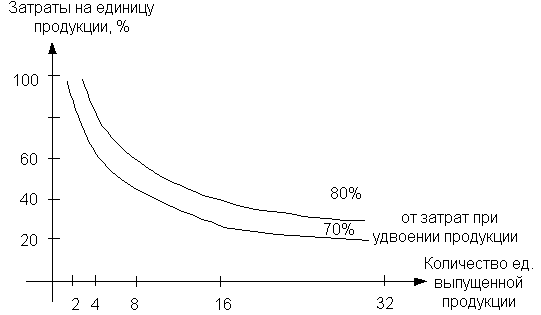 Затраты на единицу
продукции, %
100
60
40
20
80%
70%
от затрат при
удвоении продукции
2 4 8 16 32
Количество ед.
выпущенной
продукции